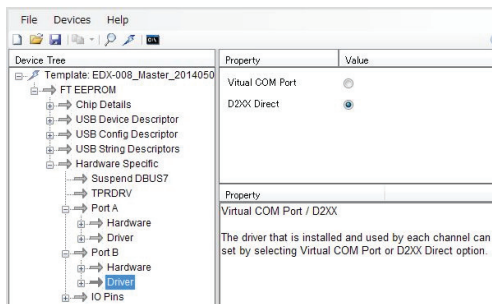 File Devices Help
Device Tree
Template: EDX-008_Master_2014050
FT EEPROM
Chip Details
USB Device Descriptor
USB Config Descriptor
USB String Descriptors
Hardware Specific
Suspend DBUS7
TPRDRV
Port A
Hardware
Driver
Port B
Hardware
Driver
IO Pins
Property Value
Vitual COM Port
D2XX Direct
Property
Virtual COM Port / D2XX
The driver that is installed and used by each channel can
set by selecting Virtual COM Port or D2XX Direct option.